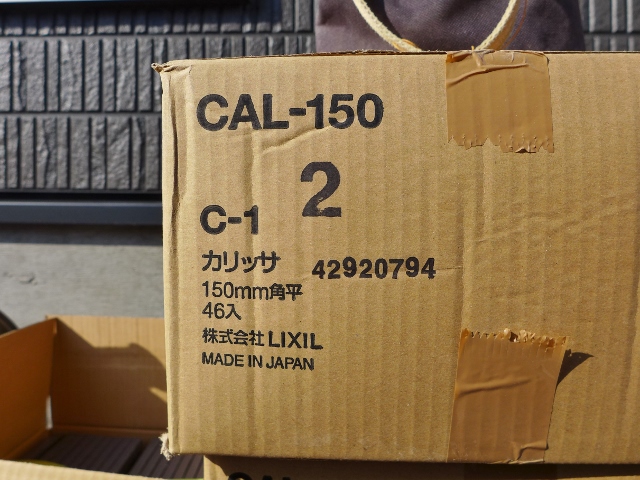 CAL-150
2
C-1
カリッサ 42920794
150mm角平
46入
株式会社 LIXIL
MADE IN JAPAN